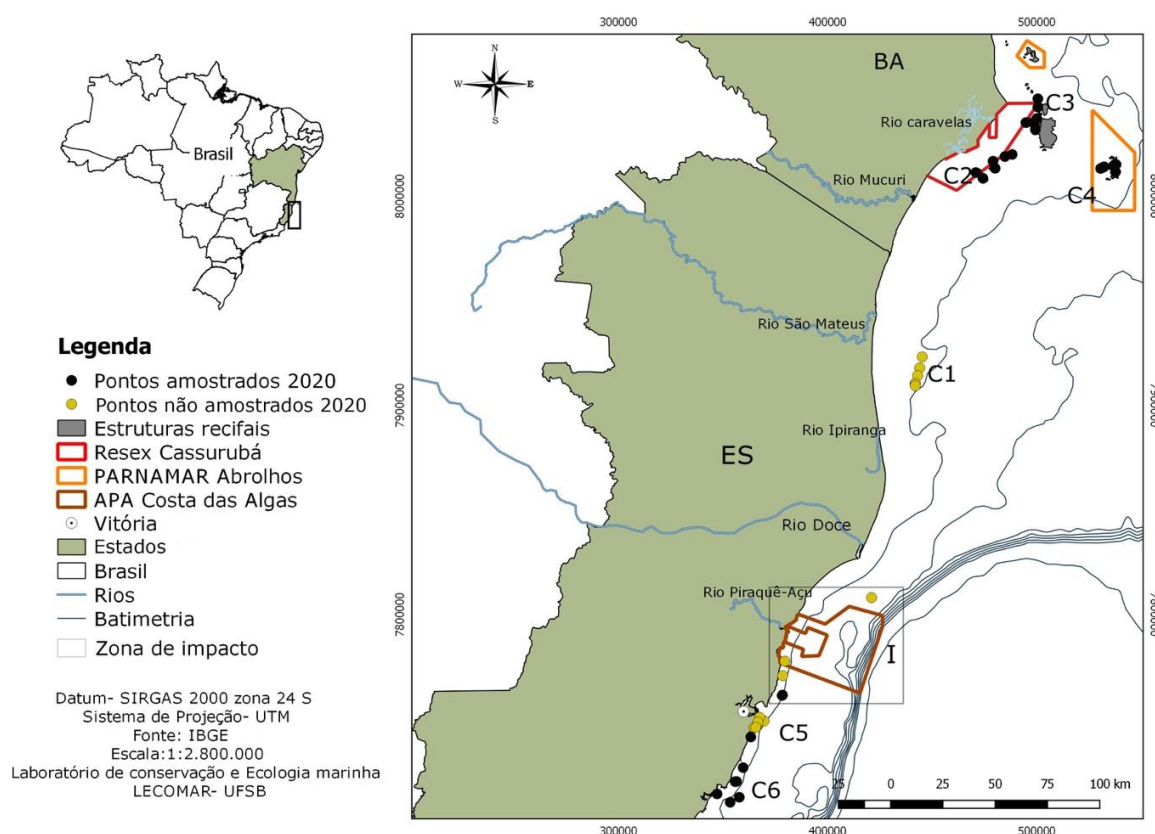 300000
400000
500000
N
W
E
S
BA
Rio caravelas
C3
Brasil
Rio Mucuri
C2
C4
8000000
8000000
Rio São Mateus
C1
Legenda
Pontos amostrados 2020
Pontos não amostrados 2020
Estruturas recifais
Resex Cassurubá
PARNAMAR Abrolhos
APA Costa das Algas
Vitória
Estados
Brasil
Rios
Batimetria
Zona de impacto
7900000
7900000
Rio Ipiranga
ES
Rio Doce
Rio Piraquê-Açu
7800000
7800000
I
C5
C6
25 0 25 50 75 100 km
Datum- SIRGAS 2000 zona 24 S
Sistema de Projeção- UTM
Fonte: IBGE
Escala:1:2.800.000
Laboratório de conservação e Ecologia marinha
LECOMAR- UFSB
300000
400000
500000